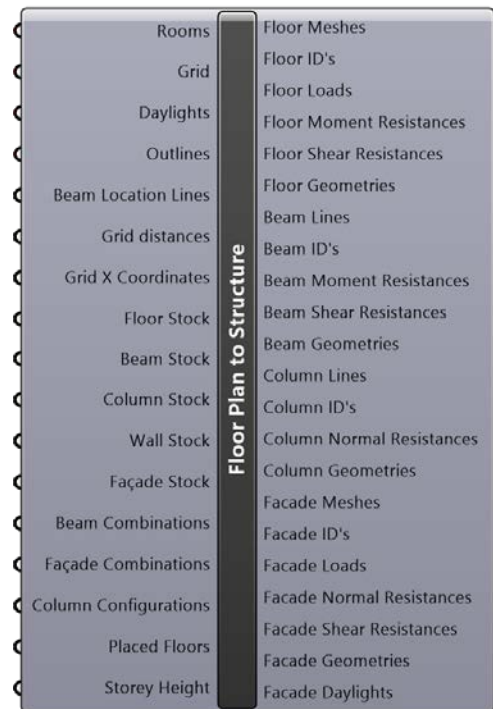 Rooms
Grid
Daylights
Outlines
Beam Location Lines
Grid distances
Grid X Coordinates
Floor Stock
Beam Stock
Column Stock
Wall Stock
Façade Stock
Beam Combinations
Façade Combinations
Column Configurations
Placed Floors
Storey Height
Floor Plan to Structure
Floor Meshes
Floor ID's
Floor Loads
Floor Moment Resistances
Floor Shear Resistances
Floor Geometries
Beam Lines
Beam ID's
Beam Moment Resistances
Beam Shear Resistances
Beam Geometries
Column Lines
Column ID's
Column Normal Resistances
Column Geometries
Facade Meshes
Facade ID's
Facade Loads
Facade Normal Resistances
Facade Shear Resistances
Facade Geometries
Facade Daylights